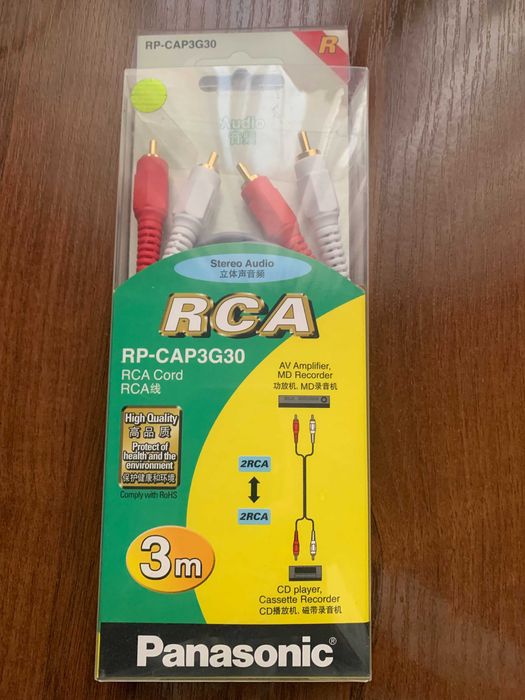 RP-CAP3G30
R
Audio
音频
Stereo Audio
立体声音频
RCA
RP-CAP3G30
RCA Cord
RCA线
High Quality
高品质
Protect of
health and the
environment
保护健康和环境
Comply with RoHS
3m
AV Amplifier,
MD Recorder
功放机. MD录音机
2RCA
2RCA
CD player,
Cassette Recorder
CD播放机. 磁带录音机
Panasonic®